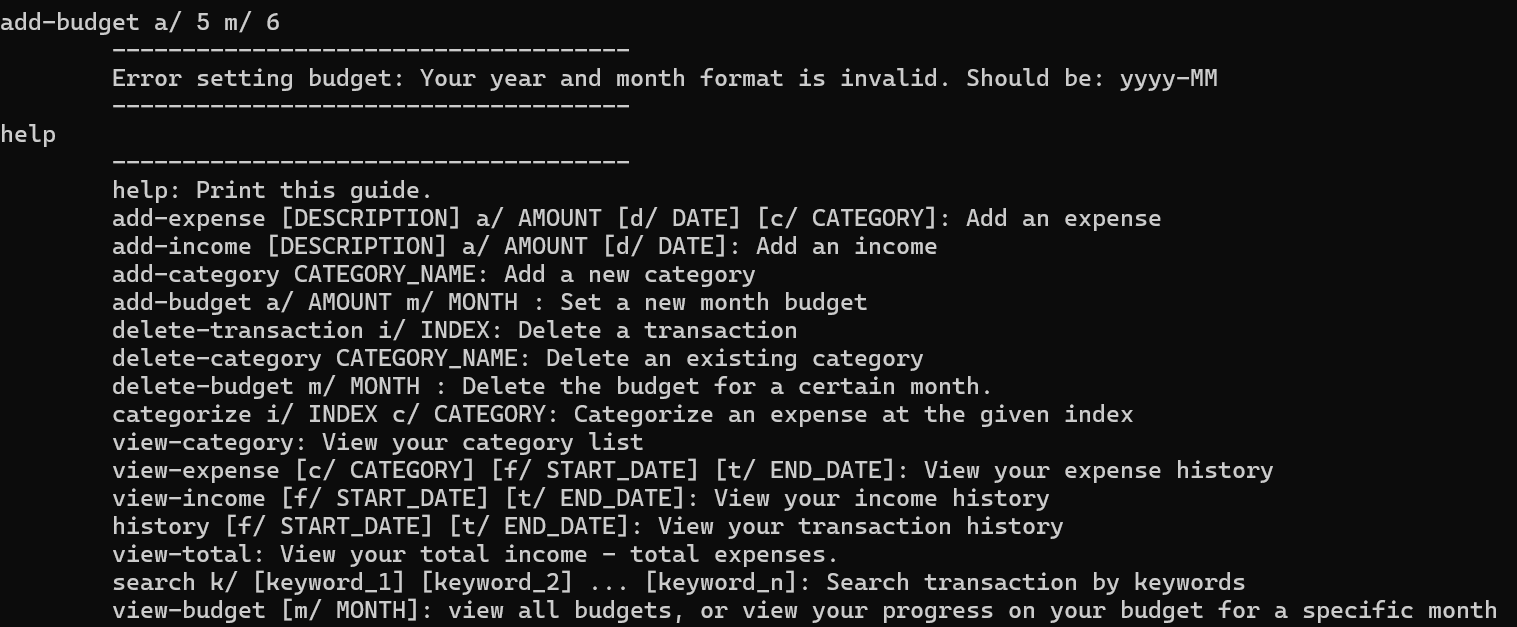 add-budget a/ 5 m/ 6
-------------------------------------
Error setting budget: Your year and month format is invalid. Should be: yyyy-MM
-------------------------------------
help
-------------------------------------
help: Print this guide.
add-expense [DESCRIPTION] a/ AMOUNT [d/ DATE] [c/ CATEGORY]: Add an expense
add-income [DESCRIPTION] a/ AMOUNT [d/ DATE]: Add an income
add-category CATEGORY_NAME: Add a new category
add-budget a/ AMOUNT m/ MONTH : Set a new month budget
delete-transaction i/ INDEX: Delete a transaction
delete-category CATEGORY_NAME: Delete an existing category
delete-budget m/ MONTH : Delete the budget for a certain month.
categorize i/ INDEX c/ CATEGORY: Categorize an expense at the given index
view-category: View your category list
view-expense [c/ CATEGORY] [f/ START_DATE] [t/ END_DATE]: View your expense history
view-income [f/ START_DATE] [t/ END_DATE]: View your income history
history [f/ START_DATE] [t/ END_DATE]: View your transaction history
view-total: View your total income - total expenses.
search k/ [keyword_1] [keyword_2] ... [keyword_n]: Search transaction by keywords
view-budget [m/ MONTH]: view all budgets, or view your progress on your budget for a specific month